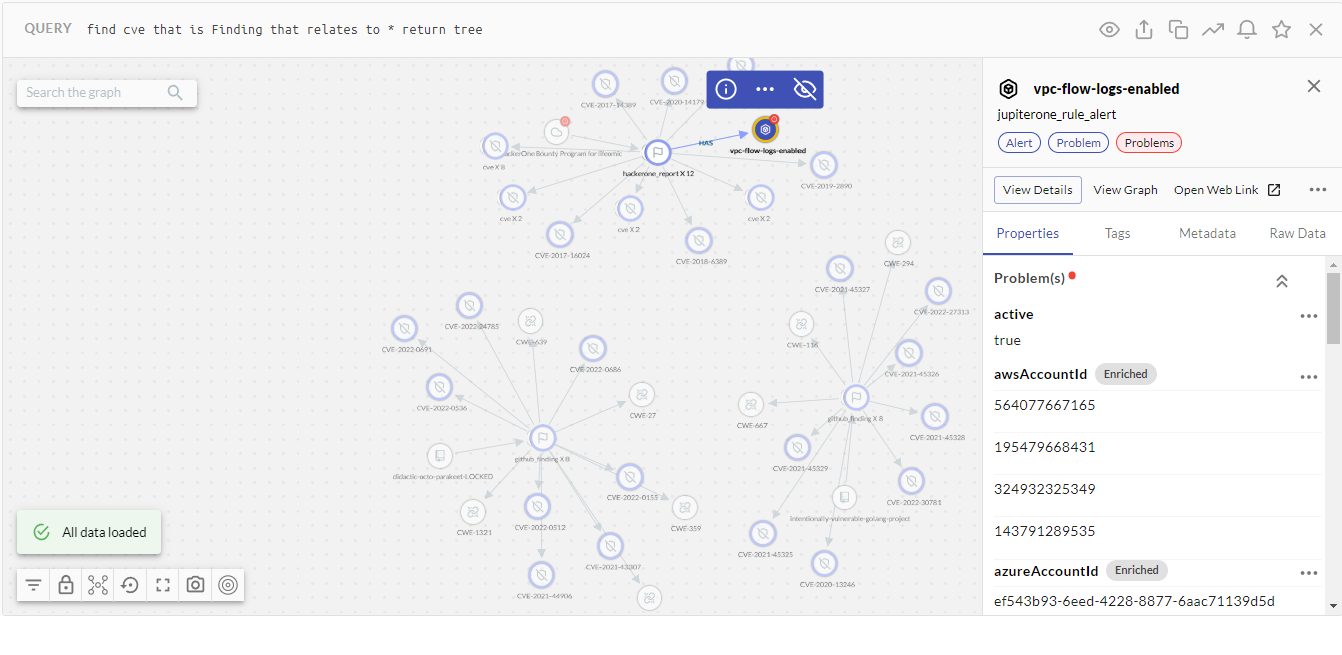 QUERY find cve that is Finding that relates to * return tree
Search the graph
CVE-2017-14389
CVE-2020-14179
HAS
vpc-flow-logs-enabled
cve X 8
hackerone_report X 12
CVE-2019-2890
cve X 2
cve X 2
cve X 2
CVE-2017-16024
CVE-2018-6389
CWE-294
CVE-2021-45327
CVE-2022-27313
CVE-2022-24785
CWE-639
CWE-116
CVE-2022-0691
CVE-2022-0686
CVE-2021-45326
CVE-2022-0536
CWE-27
github_finding X 8
CWE-667
CVE-2021-45328
github_finding X 8
CVE-2021-45329
didactic-octo-parakeet-LOCKED
CVE-2022-0155
CVE-2022-30781
CWE-1321
CVE-2022-0512
CWE-359
intentionally-vulnerable-golang-project
CVE-2021-45325
CVE-2021-43307
CVE-2020-13246
CVE-2021-44906
All data loaded
vpc-flow-logs-enabled
jupiterone_rule_alert
Alert Problem Problems
View Details View Graph Open Web Link
Properties Tags Metadata Raw Data
Problem(s)
active
true
awsAccountId Enriched
564077667165
195479668431
324932325349
143791289535
azureAccountId Enriched
ef543b93-6eed-4228-8877-6aac71139d5d